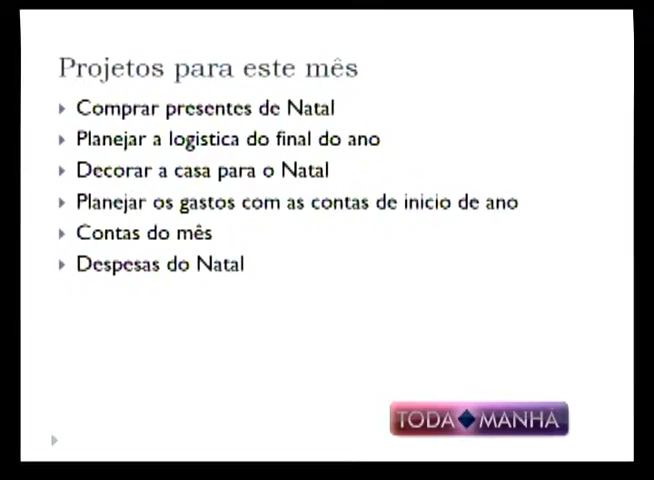 Projetos para este mês
Comprar presentes de Natal
Planejar a logistica do final do ano
Decorar a casa para o Natal
Planejar os gastos com as contas de inicio de ano
Contas do mês
Despesas do Natal
TODA MANHÃ